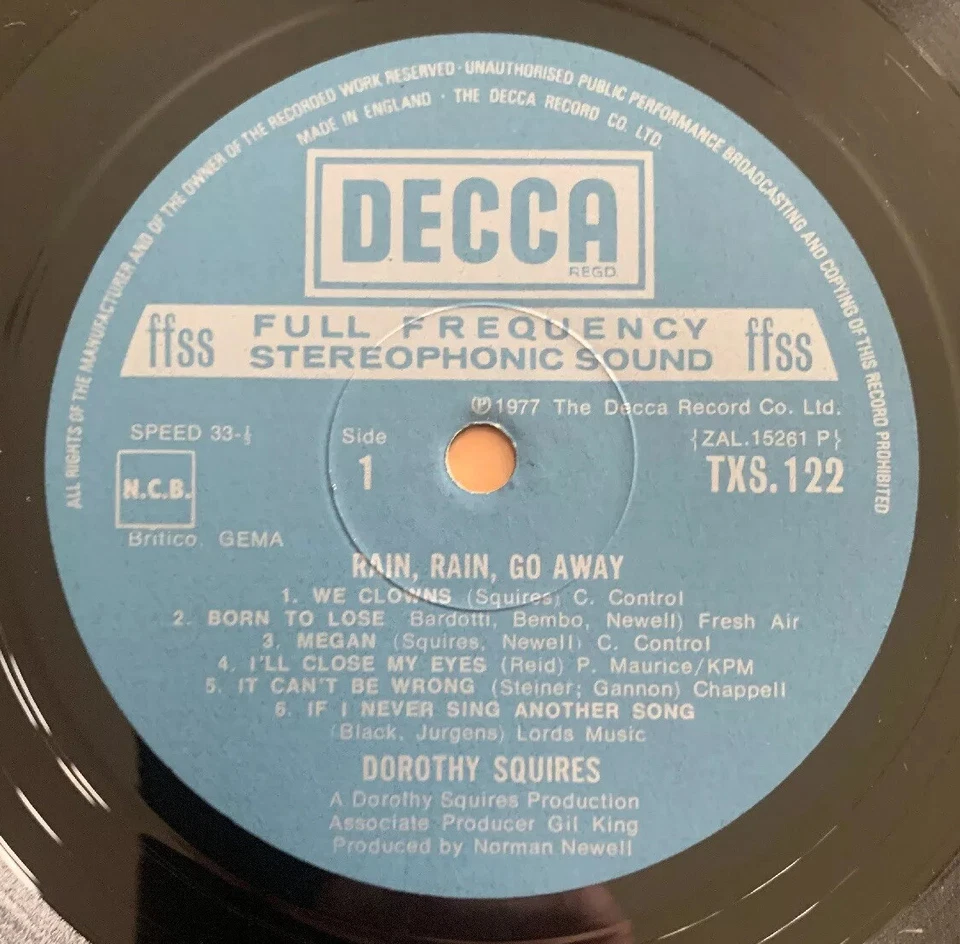 ALL RIGHTS OF THE MANUFACTURER AND OF THE OWNER OF THE RECORDED WORK RESERVED · UNAUTHORISED PUBLIC PERFORMANCE BROADCASTING AND COPYING OF THIS RECORD PROHIBITED
MADE IN ENGLAND · THE DECCA RECORD CO. LTD.
DECCA
REGD.
ffss FULL FREQUENCY ffss
STEREOPHONIC SOUND
Ⓟ 1977 The Decca Record Co. Ltd.
SPEED 33-⅓ Side {ZAL.15261 P}
1 TXS.122
N.C.B.
Britico. GEMA
RAIN, RAIN, GO AWAY
1. WE CLOWNS (Squires) C. Control
2. BORN TO LOSE Bardotti, Bembo, Newell) Fresh Air
3. MEGAN (Squires, Newell) C. Control
4. I'LL CLOSE MY EYES (Reid) P. Maurice/KPM
5. IT CAN'T BE WRONG (Steiner; Gannon) Chappell
6. IF I NEVER SING ANOTHER SONG
(Black, Jurgens) Lords Music
DOROTHY SQUIRES
A Dorothy Squires Production
Associate Producer Gil King
Produced by Norman Newell